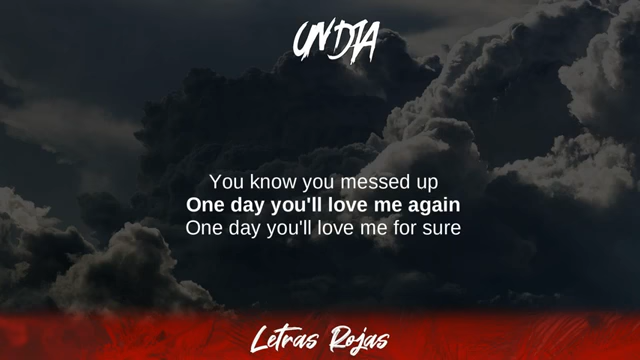 UN DIA
You know you messed up
One day you'll love me again
One day you'll love me for sure
Letras Rojas